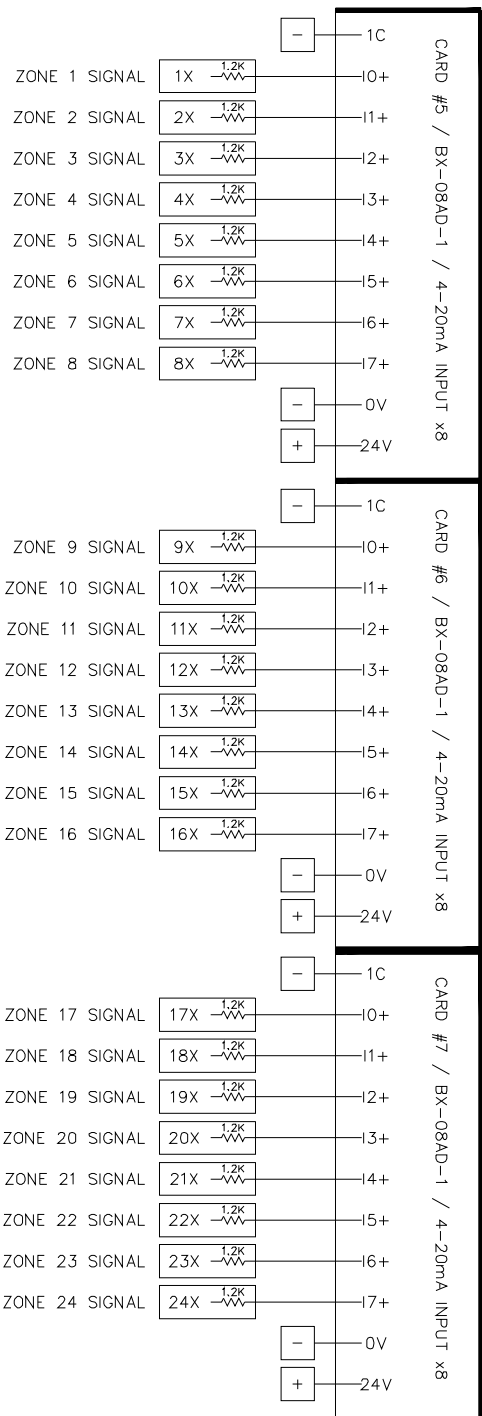 - 1C
ZONE 1 SIGNAL 1X 1.2K I0+
ZONE 2 SIGNAL 2X 1.2K I1+
ZONE 3 SIGNAL 3X 1.2K I2+
ZONE 4 SIGNAL 4X 1.2K I3+
ZONE 5 SIGNAL 5X 1.2K I4+
ZONE 6 SIGNAL 6X 1.2K I5+
ZONE 7 SIGNAL 7X 1.2K I6+
ZONE 8 SIGNAL 8X 1.2K I7+
- 0V
+ 24V
CARD #5 / BX-08AD-1 / 4-20mA INPUT x8
- 1C
ZONE 9 SIGNAL 9X 1.2K I0+
ZONE 10 SIGNAL 10X 1.2K I1+
ZONE 11 SIGNAL 11X 1.2K I2+
ZONE 12 SIGNAL 12X 1.2K I3+
ZONE 13 SIGNAL 13X 1.2K I4+
ZONE 14 SIGNAL 14X 1.2K I5+
ZONE 15 SIGNAL 15X 1.2K I6+
ZONE 16 SIGNAL 16X 1.2K I7+
- 0V
+ 24V
CARD #6 / BX-08AD-1 / 4-20mA INPUT x8
- 1C
ZONE 17 SIGNAL 17X 1.2K I0+
ZONE 18 SIGNAL 18X 1.2K I1+
ZONE 19 SIGNAL 19X 1.2K I2+
ZONE 20 SIGNAL 20X 1.2K I3+
ZONE 21 SIGNAL 21X 1.2K I4+
ZONE 22 SIGNAL 22X 1.2K I5+
ZONE 23 SIGNAL 23X 1.2K I6+
ZONE 24 SIGNAL 24X 1.2K I7+
- 0V
+ 24V
CARD #7 / BX-08AD-1 / 4-20mA INPUT x8